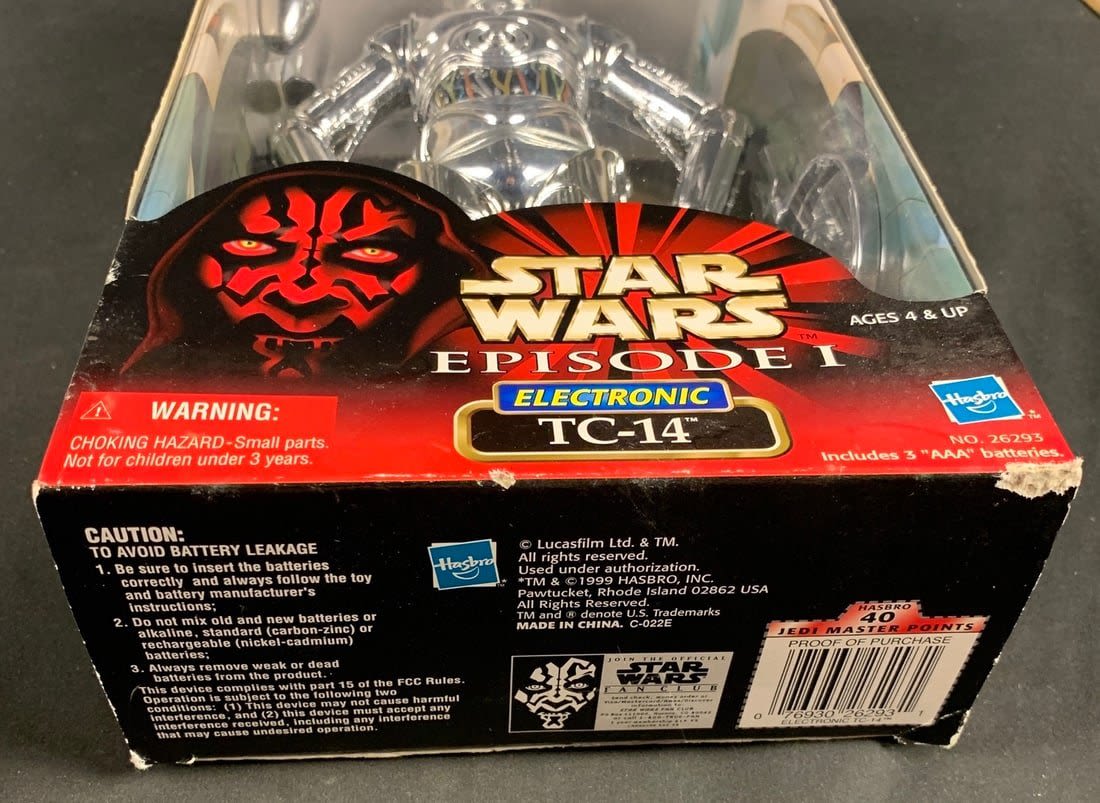 STAR
WARS
™
EPISODE I
AGES 4 & UP
ELECTRONIC
TC-14™
Hasbro
™
NO. 26293
Includes 3 "AAA" batteries.
WARNING:
CHOKING HAZARD-Small parts.
Not for children under 3 years.
CAUTION:
TO AVOID BATTERY LEAKAGE
1. Be sure to insert the batteries
correctly and always follow the toy
and battery manufacturer's
instructions;
2. Do not mix old and new batteries or
alkaline, standard (carbon-zinc) or
rechargeable (nickel-cadmium)
batteries;
3. Always remove weak or dead
batteries from the product.
This device complies with part 15 of the FCC Rules.
Operation is subject to the following two
conditions: (1) This device may not cause harmful
interference, and (2) this device must accept any
interference received, including any interference
that may cause undesired operation.
Hasbro
© Lucasfilm Ltd. & TM.
All rights reserved.
Used under authorization.
*TM & ©1999 HASBRO, INC.
Pawtucket, Rhode Island 02862 USA
All Rights Reserved.
TM and ® denote U.S. Trademarks
MADE IN CHINA. C-022E
JOIN THE OFFICIAL
STAR
WARS
FAN CLUB
HASBRO
40
JEDI MASTER POINTS
PROOF OF PURCHASE
0 76930 26293 1
ELECTRONIC TC-14™